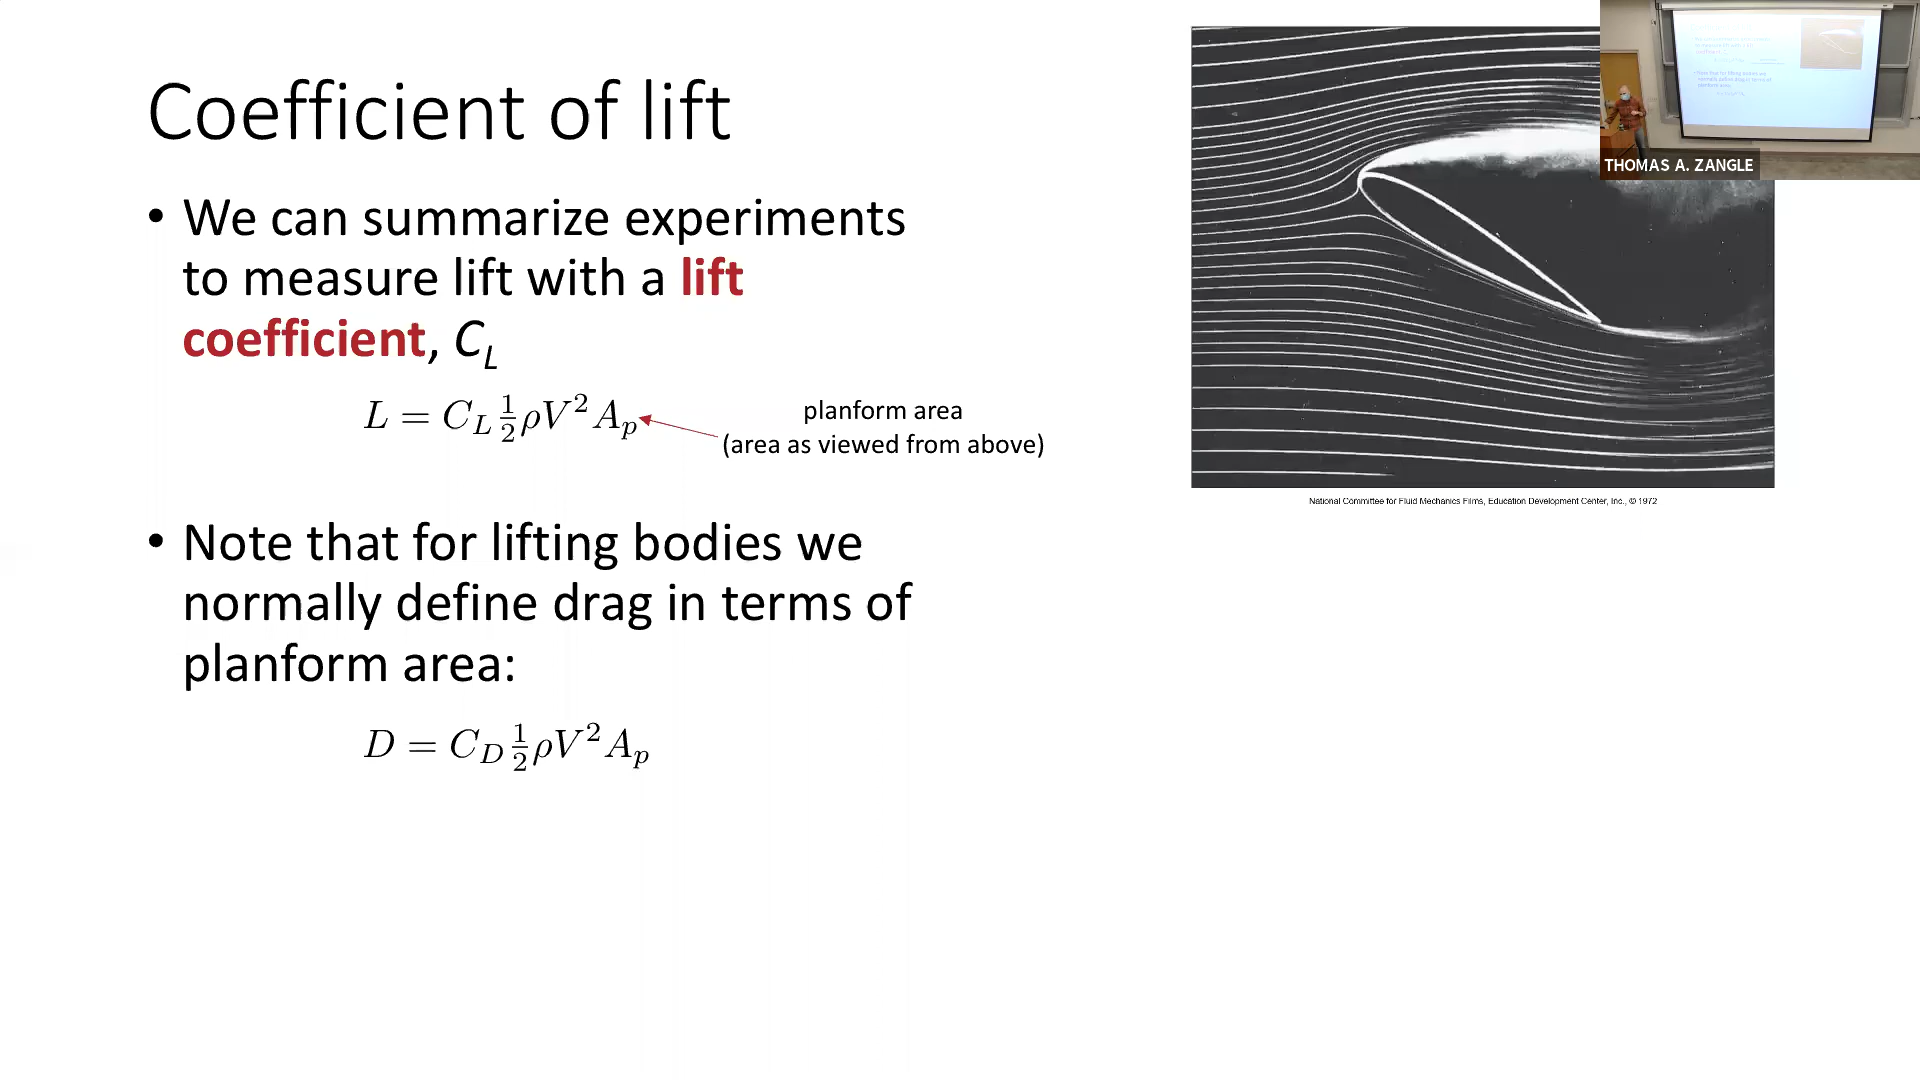 Coefficient of lift
• We can summarize experiments
to measure lift with a lift
coefficient, C_L
L = C_L ½ρV² A_p
planform area
(area as viewed from above)
• Note that for lifting bodies we
normally define drag in terms of
planform area:
D = C_D ½ρV² A_p
THOMAS A. ZANGLE
National Committee for Fluid Mechanics Films, Education Development Center, Inc., © 1972